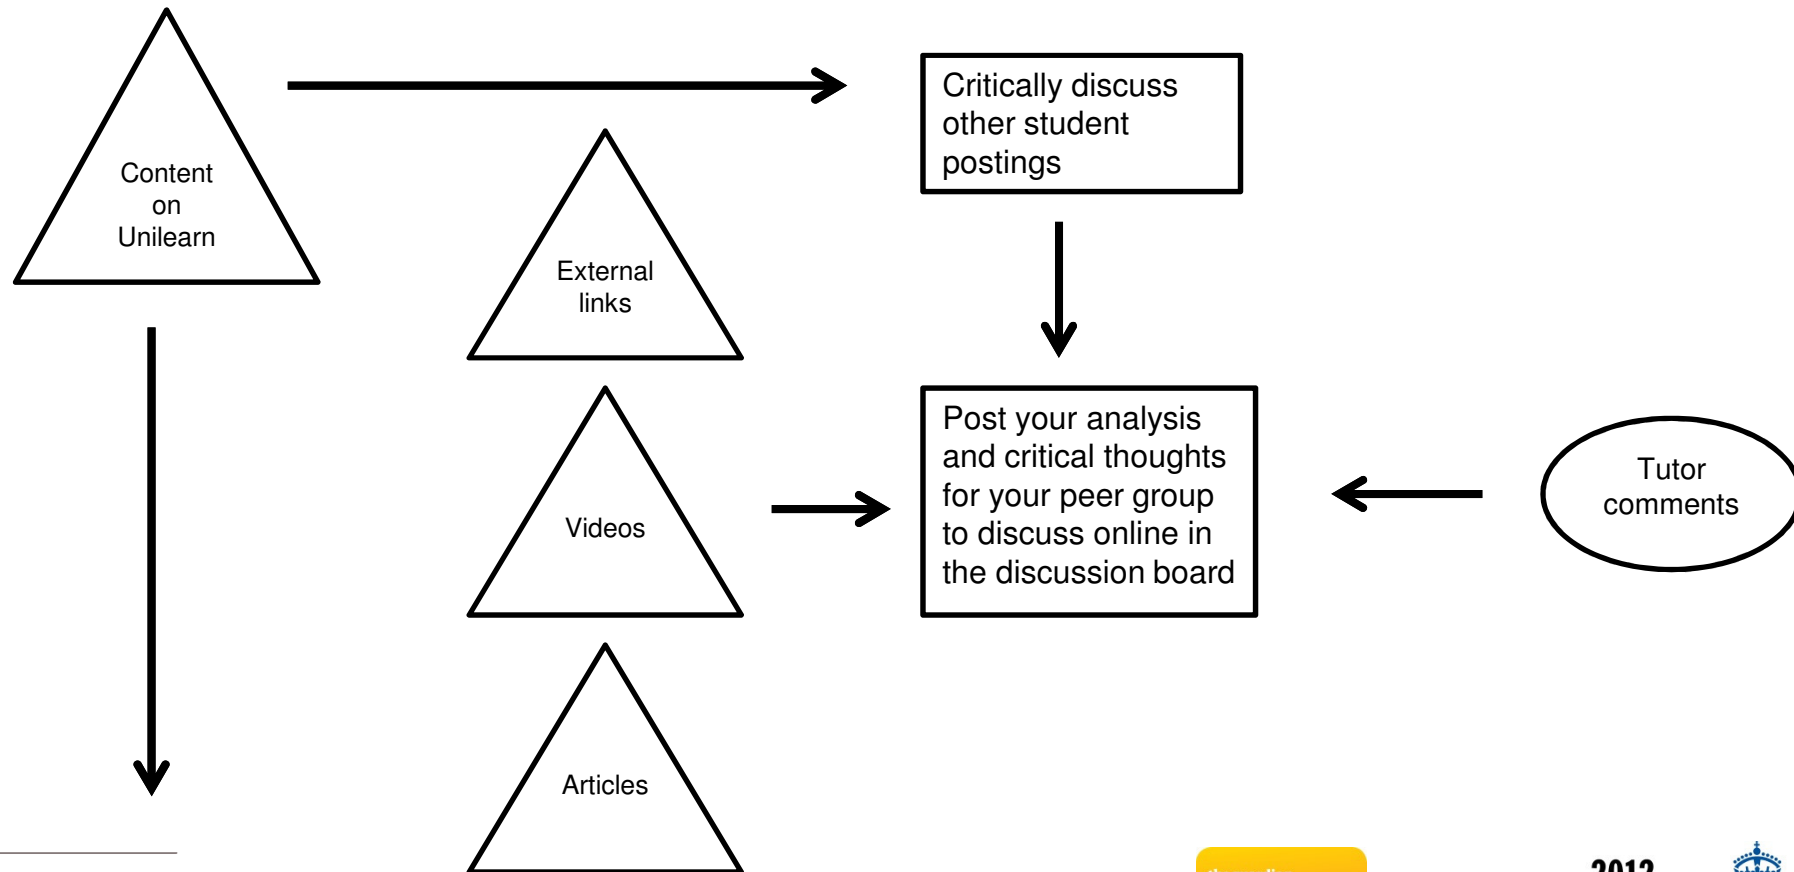 Content
on
Unilearn
Critically discuss
other student
postings
External
links
Videos
Post your analysis
and critical thoughts
for your peer group
to discuss online in
the discussion board
Tutor
comments
Articles
2012